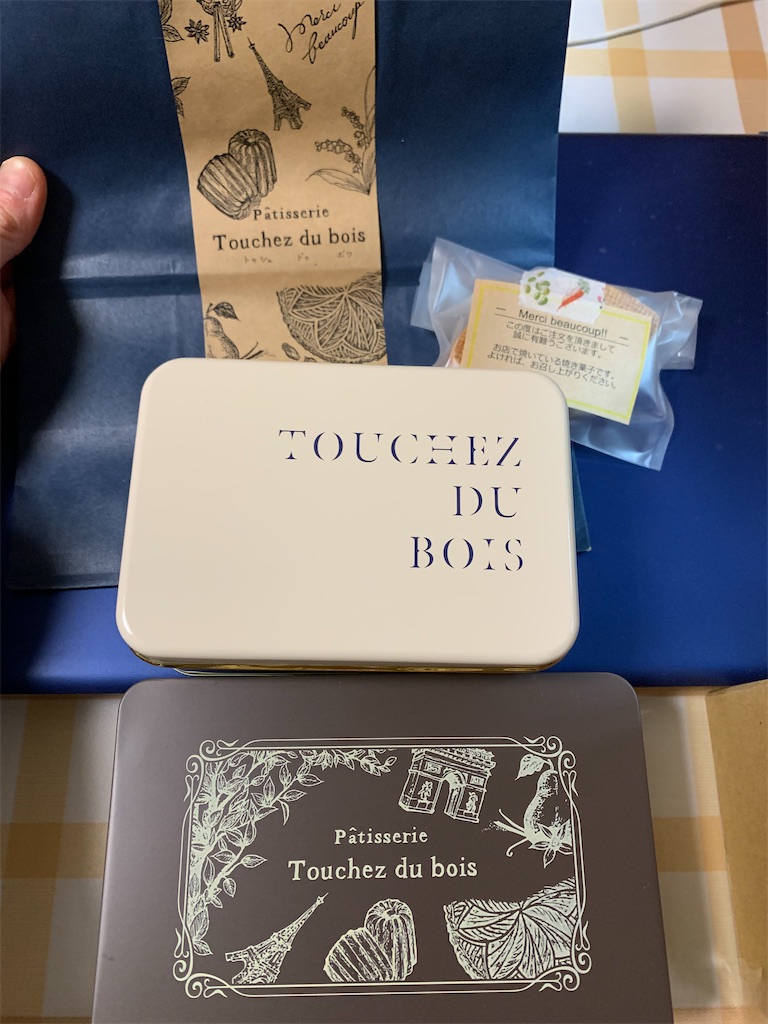 Merci
beaucoup
Pâtisserie
Touchez du bois
トゥシュ ドゥ ボワ
Merci beaucoup!!
この度はご注文を頂きまして
誠に有難うございます。
お店で焼いている焼き菓子です。
よければ、お召し上がりください。
TOUCHEZ
DU
BOIS
Pâtisserie
Touchez du bois